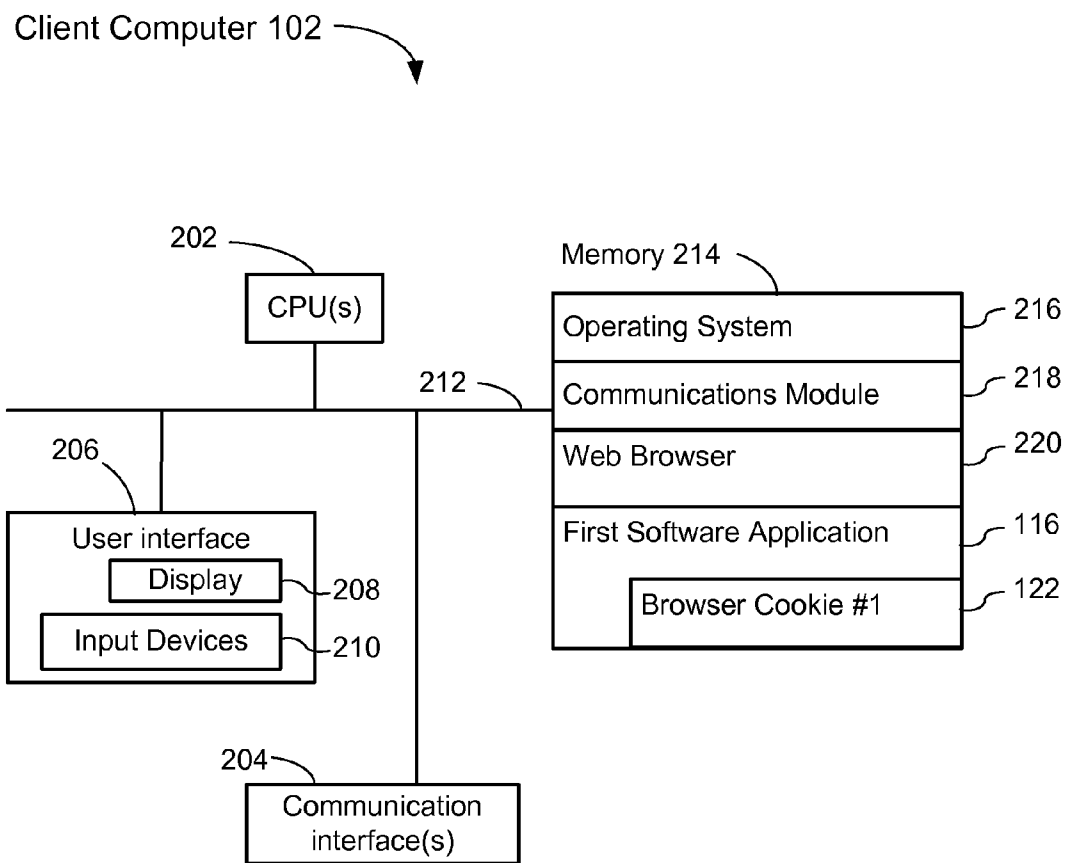 Client Computer 102
202
CPU(s)
Memory 214
Operating System
216
Communications Module
218
Web Browser
220
First Software Application
116
Browser Cookie #1
122
212
206
User interface
Display
208
Input Devices
210
204
Communication
interface(s)